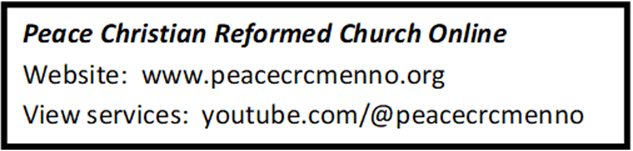 Peace Christian Reformed Church Online
Website:  www.peacecrcmenno.org
View services:  youtube.com/@peacecrcmenno